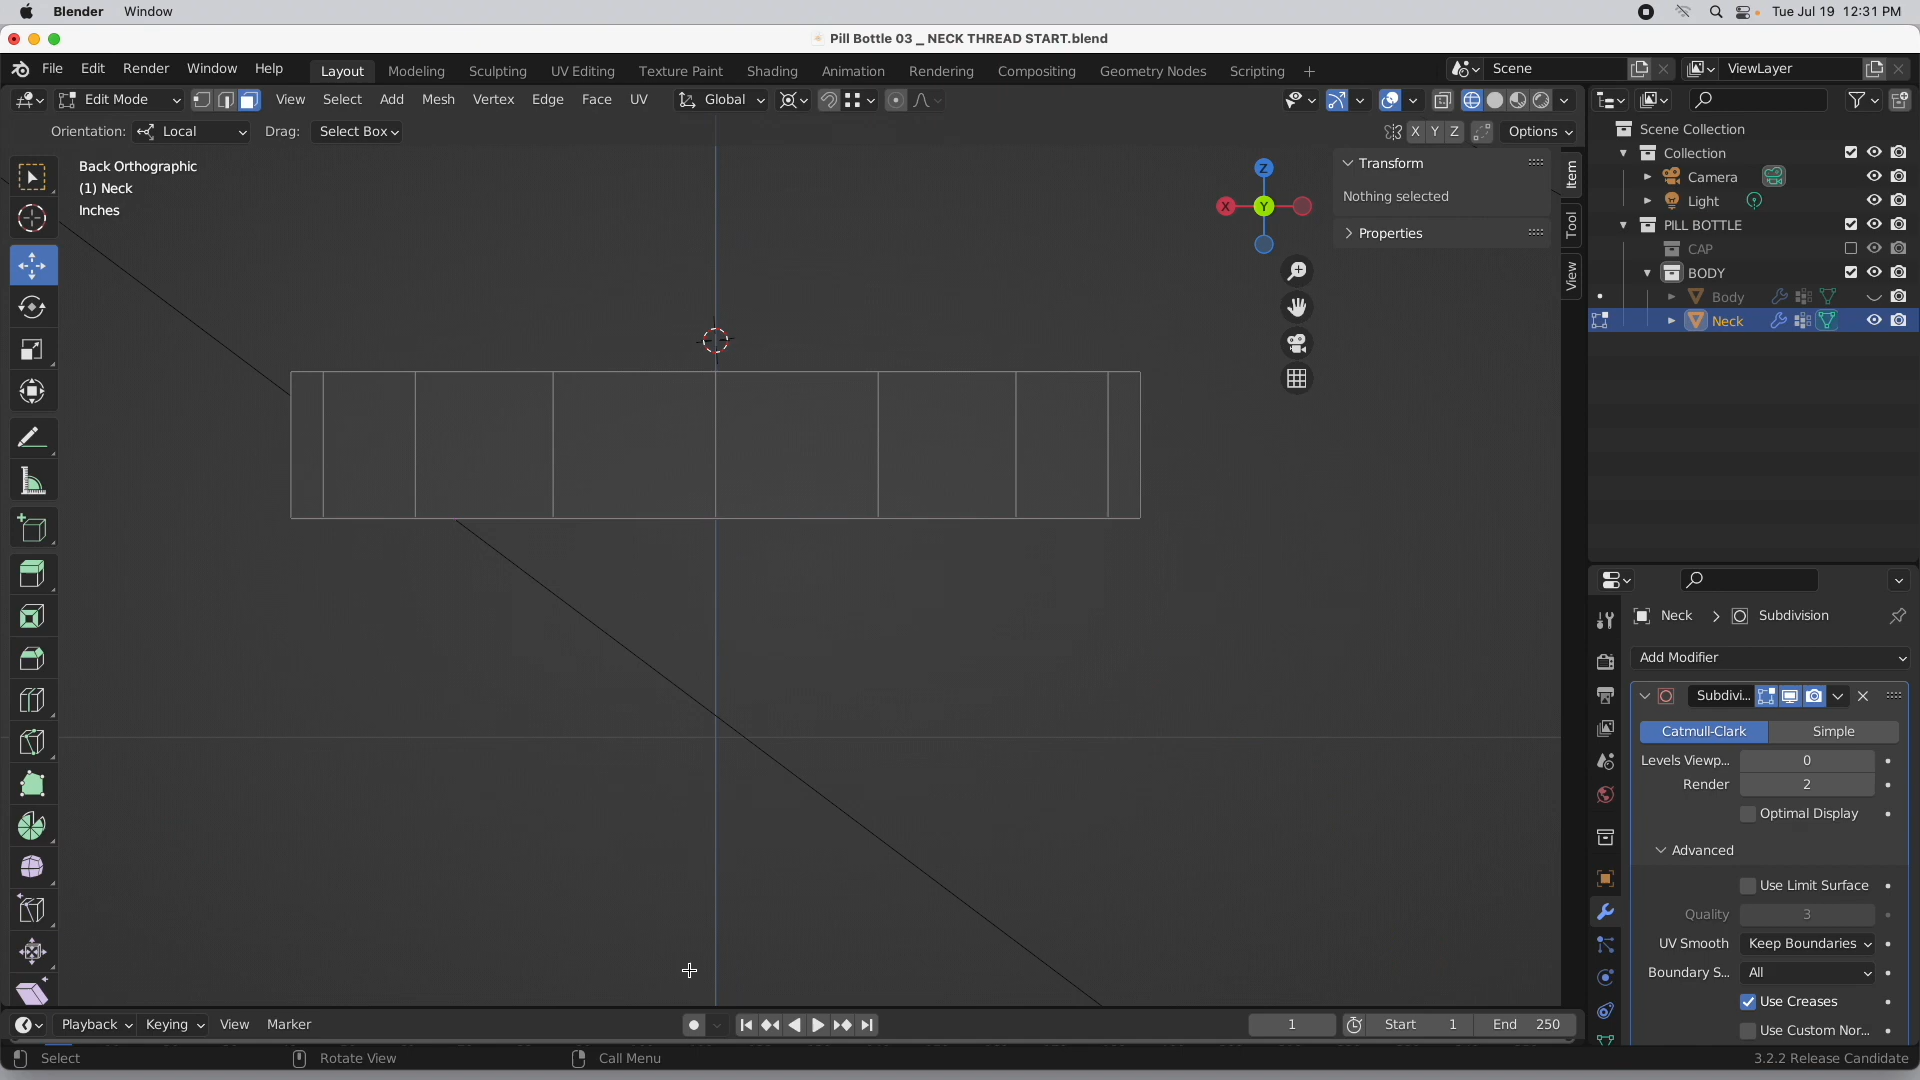 Blender Window Tue Jul 19 12:31 PM
Pill Bottle 03 _ NECK THREAD START.blend
File Edit Render Window Help Layout Modeling Sculpting UV Editing Texture Paint Shading Animation Rendering Compositing Geometry Nodes Scripting + Scene ViewLayer
Edit Mode View Select Add Mesh Vertex Edge Face UV Global
Orientation: Local Drag: Select Box X Y Z Options
Scene Collection
Collection
Camera
Light
PILL BOTTLE
CAP
BODY
Body
Neck
Back Orthographic
(1) Neck
Inches
Z
X
Y
Transform
Nothing selected
Properties
Item
Tool
View
Neck > Subdivision
Add Modifier
Subdivi...
Catmull-Clark Simple
Levels Viewp... 0
Render 2
Optimal Display
Advanced
Use Limit Surface
Quality 3
UV Smooth Keep Boundaries
Boundary S... All
Use Creases
Use Custom Nor...
Playback Keying View Marker 1 Start 1 End 250
Select Rotate View Call Menu 3.2.2 Release Candidate